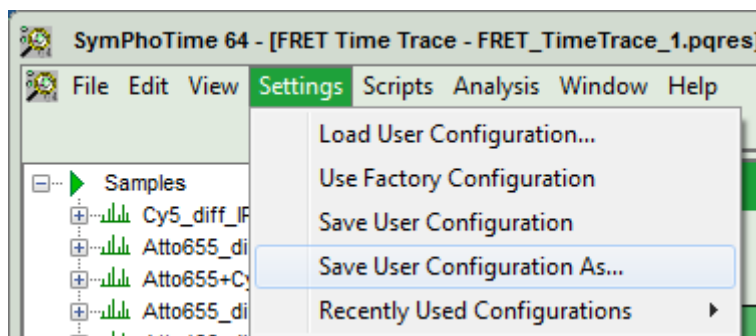 SymPhoTime 64 - [FRET Time Trace - FRET_TimeTrace_1.pqres]
File Edit View Settings Scripts Analysis Window Help
Load User Configuration...
Use Factory Configuration
Save User Configuration
Save User Configuration As...
Recently Used Configurations
Samples
Cy5_diff_IF
Atto655_di
Atto655+Cy
Atto655_di